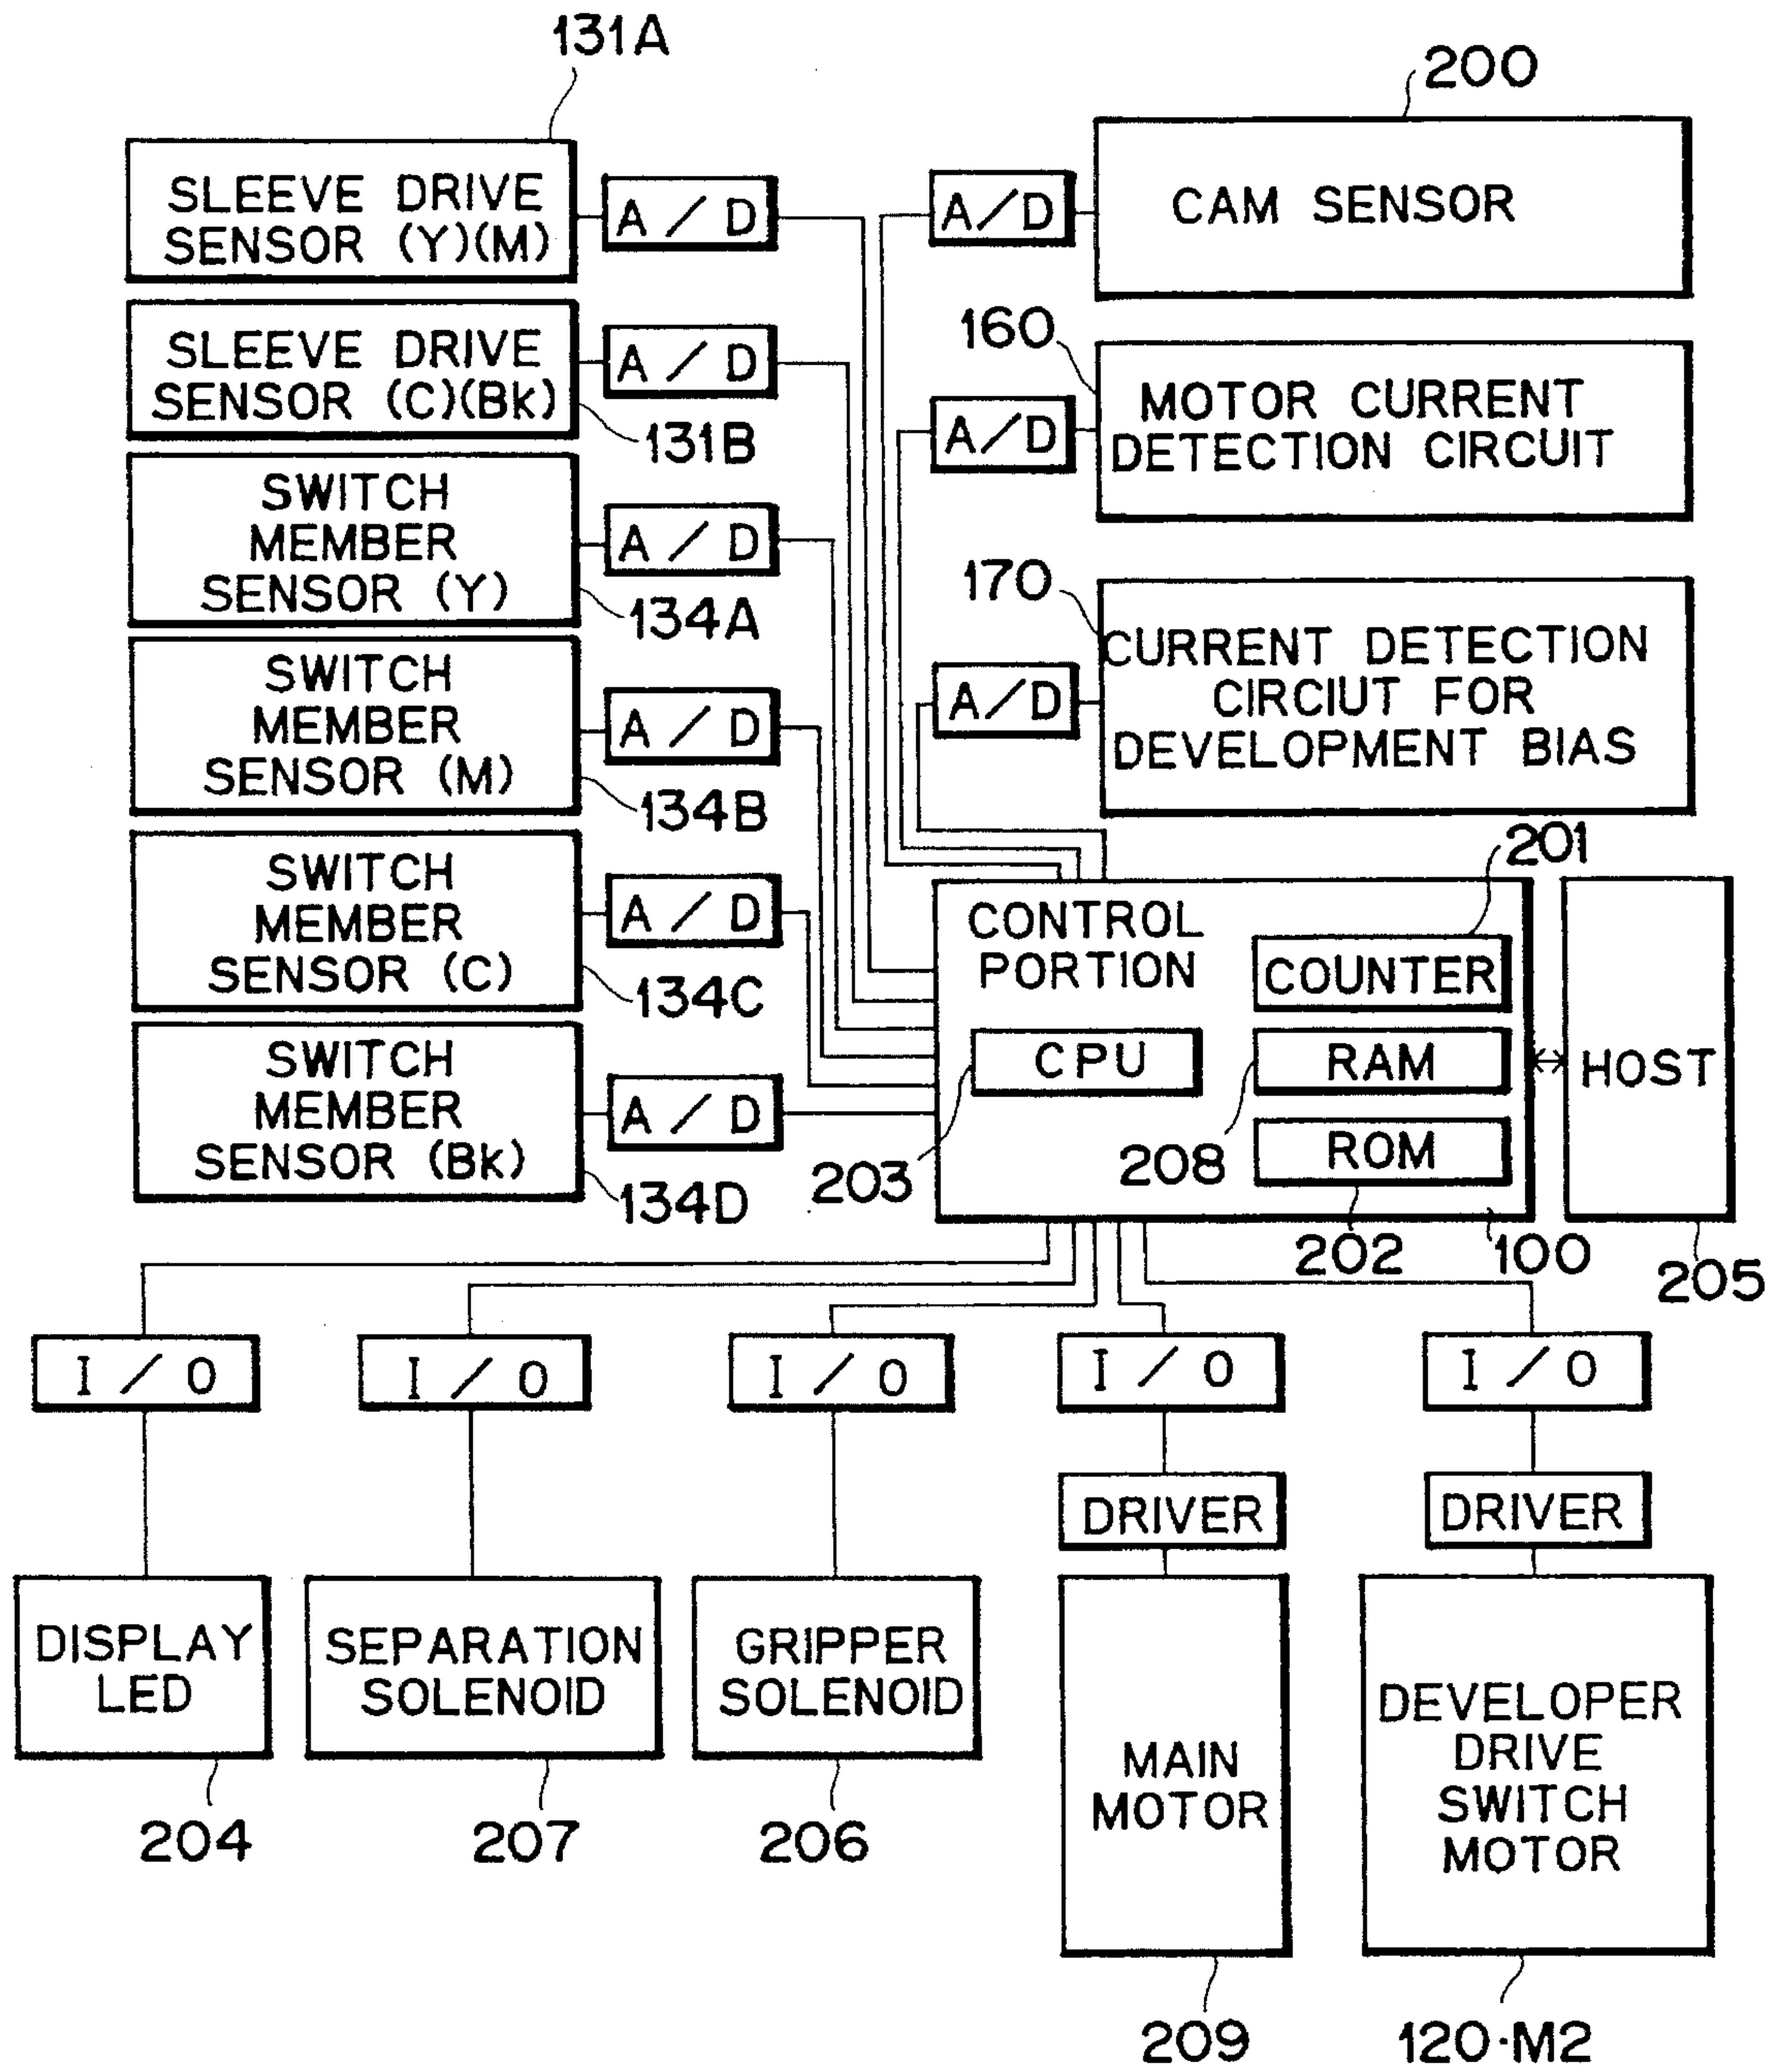 131A
200
SLEEVE DRIVE
SENSOR (Y)(M)
A / D
A/D
CAM SENSOR
SLEEVE DRIVE
SENSOR (C)(Bk)
A / D
131B
160
A/D
MOTOR CURRENT
DETECTION CIRCUIT
SWITCH
MEMBER
SENSOR (Y)
A / D
134A
170
A/D
CURRENT DETECTION
CIRCIUT FOR
DEVELOPMENT BIAS
SWITCH
MEMBER
SENSOR (M)
A / D
134B
SWITCH
MEMBER
SENSOR (C)
A / D
134C
SWITCH
MEMBER
SENSOR (Bk)
A / D
134D
CONTROL
PORTION
201
COUNTER
CPU
203
RAM
208
ROM
202
100
HOST
205
I / O
I / O
I / O
I / O
I / O
DRIVER
DRIVER
DISPLAY
LED
204
SEPARATION
SOLENOID
207
GRIPPER
SOLENOID
206
MAIN
MOTOR
209
DEVELOPER
DRIVE
SWITCH
MOTOR
120·M2